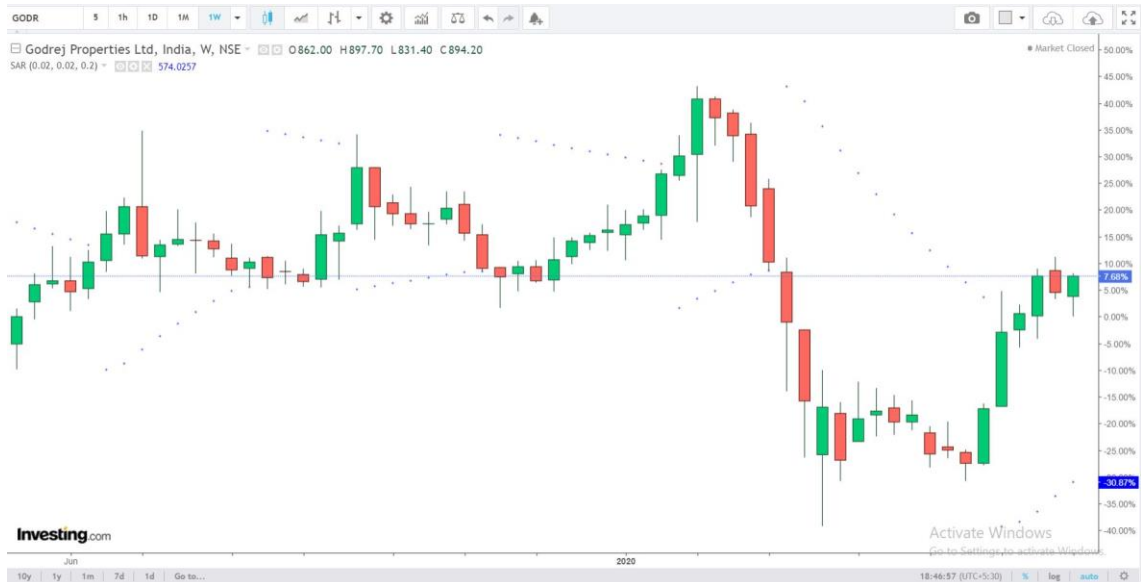 GODR 5 1h 1D 1M 1W
Godrej Properties Ltd, India, W, NSE O862.00 H897.70 L831.40 C894.20
Market Closed
SAR (0.02, 0.02, 0.2) 574.0257
50.00%
45.00%
40.00%
35.00%
30.00%
25.00%
20.00%
15.00%
10.00%
7.68%
5.00%
0.00%
-5.00%
-10.00%
-15.00%
-20.00%
-25.00%
-30.00%
-30.87%
-35.00%
-40.00%
Investing.com
Activate Windows
Go to Settings to activate Windows.
Jun 2020
10y 1y 1m 7d 1d Go to... 18:46:57 (UTC+5:30) % log auto